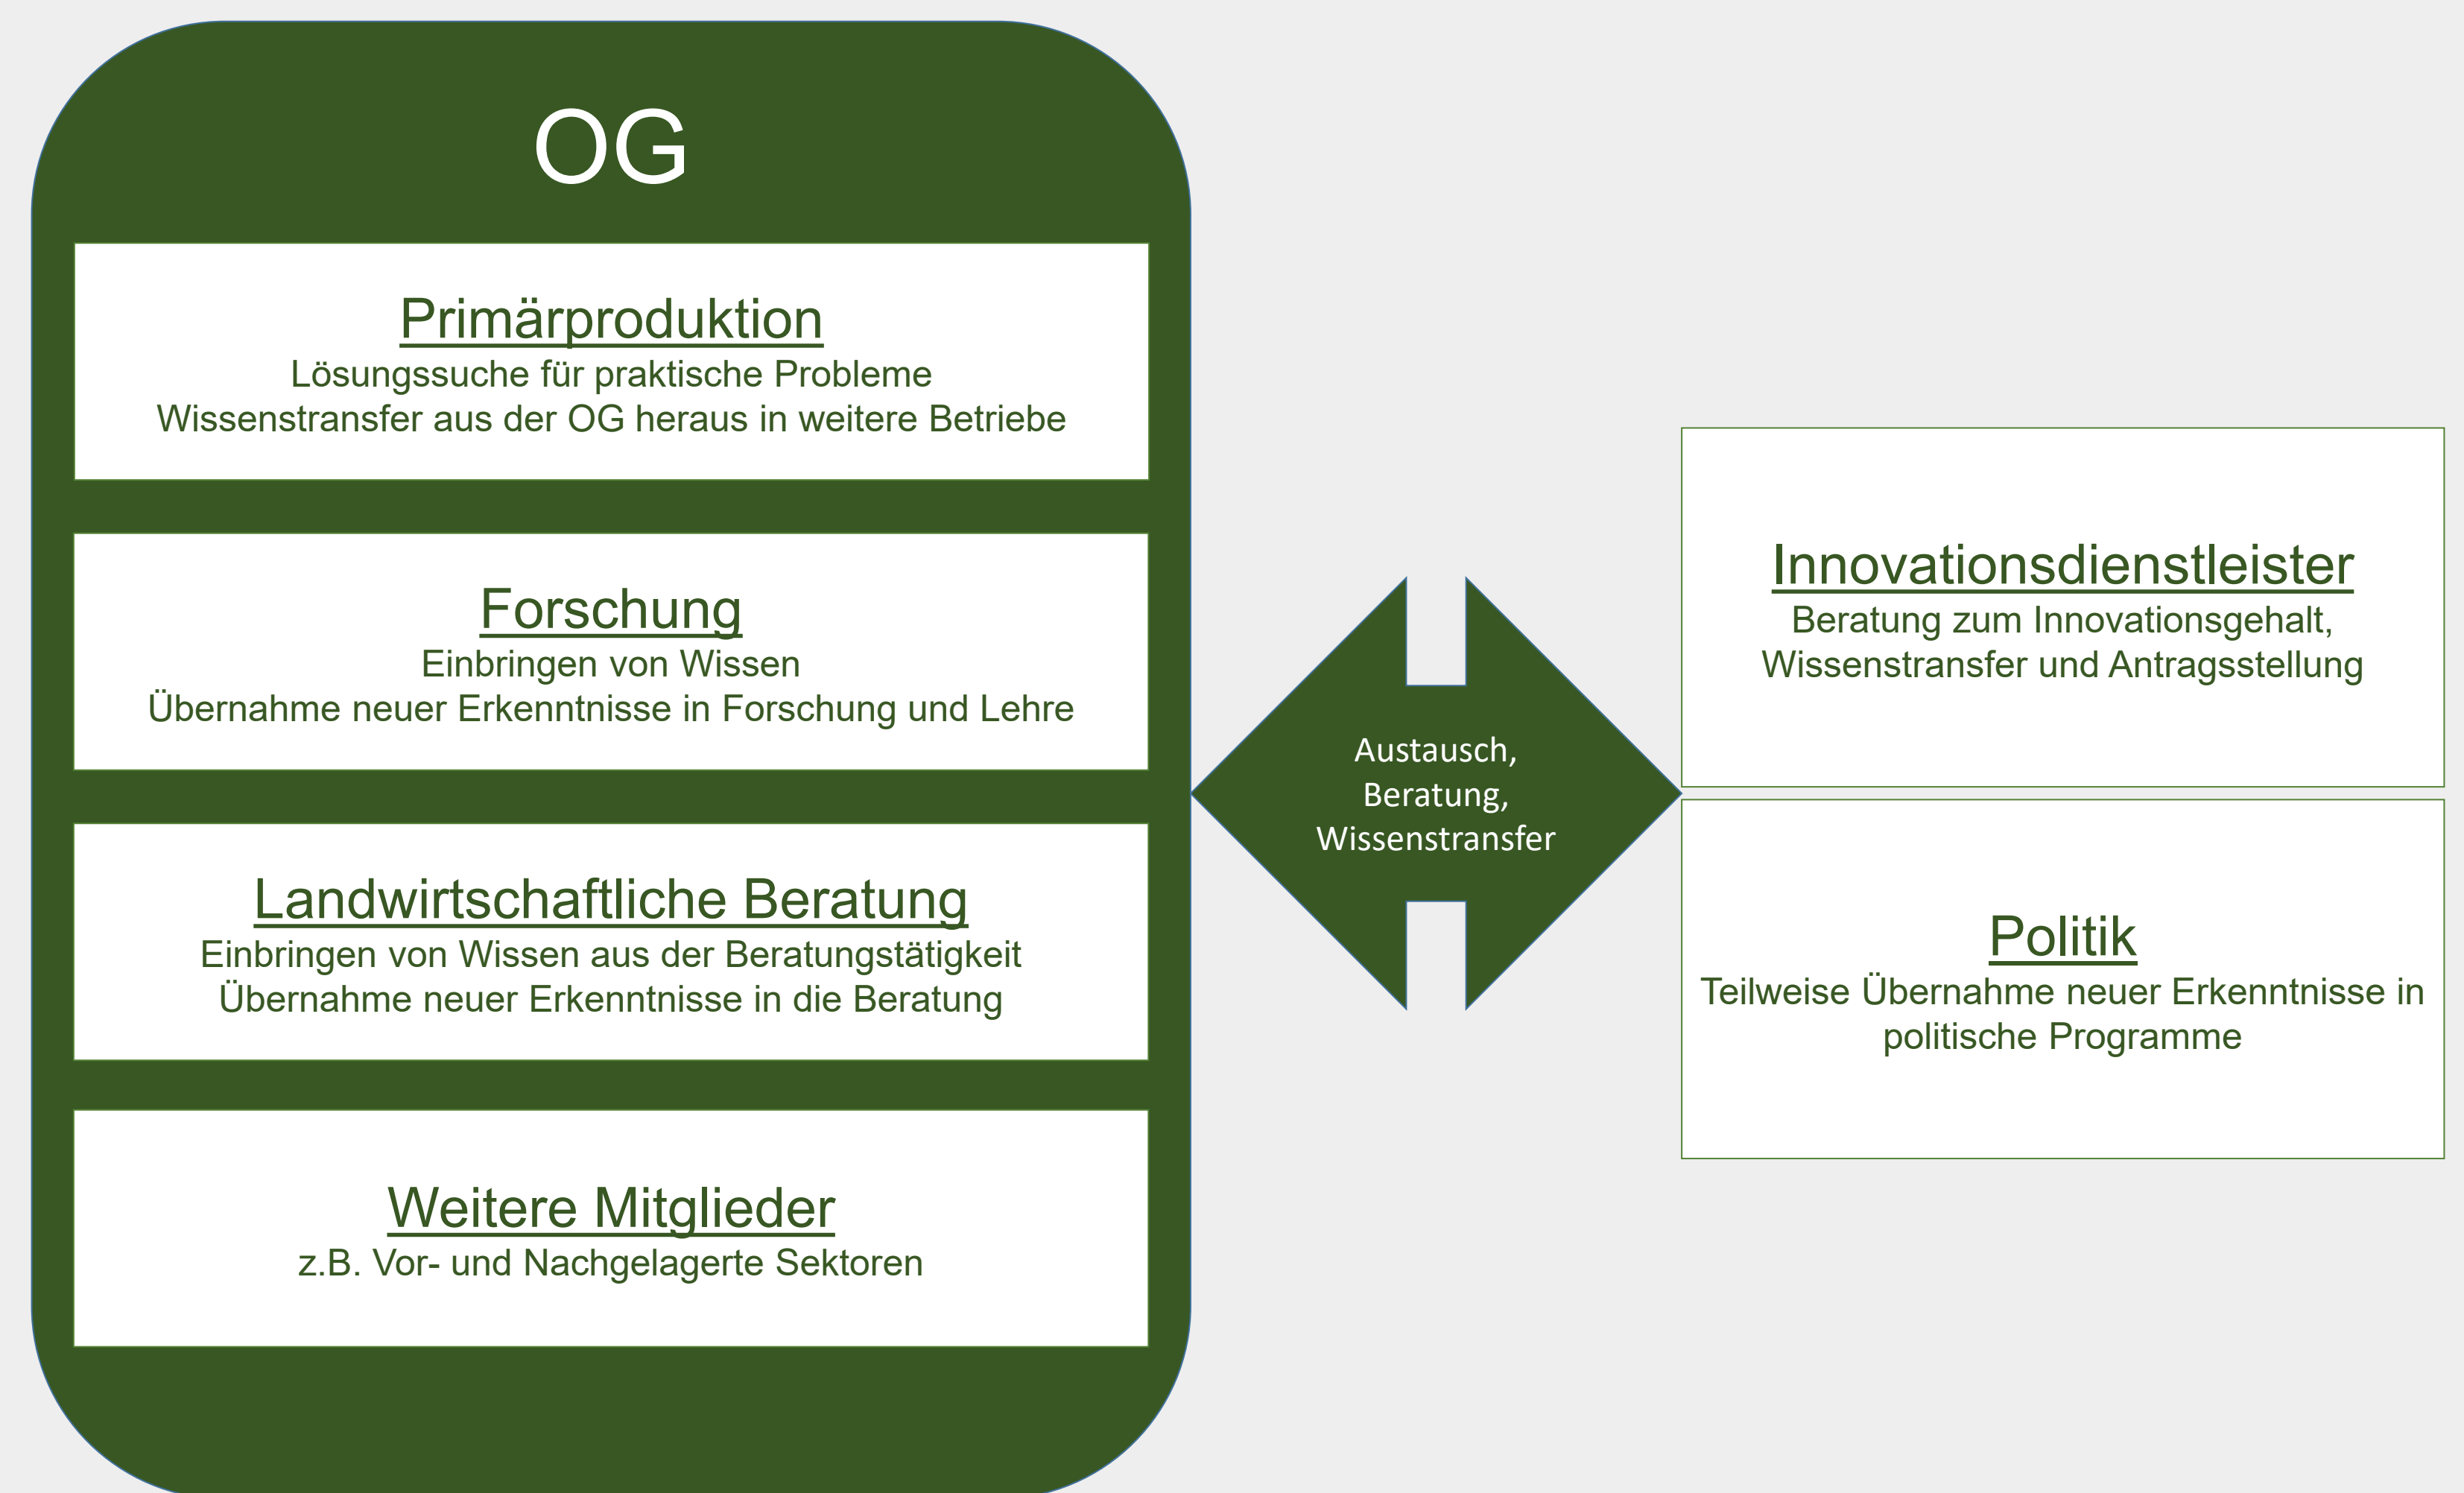 OG
Primärproduktion
Lösungssuche für praktische Probleme
Wissenstransfer aus der OG heraus in weitere Betriebe
Forschung
Einbringen von Wissen
Übernahme neuer Erkenntnisse in Forschung und Lehre
Landwirtschaftliche Beratung
Einbringen von Wissen aus der Beratungstätigkeit
Übernahme neuer Erkenntnisse in die Beratung
Weitere Mitglieder
z.B. Vor- und Nachgelagerte Sektoren
Austausch,
Beratung,
Wissenstransfer
Innovationsdienstleister
Beratung zum Innovationsgehalt,
Wissenstransfer und Antragsstellung
Politik
Teilweise Übernahme neuer Erkenntnisse in
politische Programme